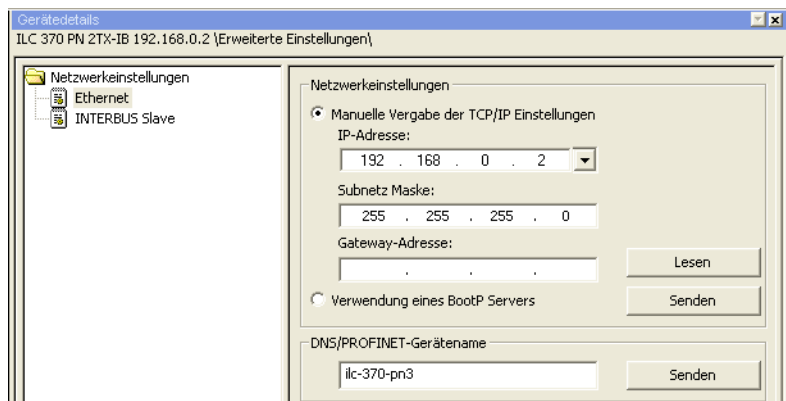 Gerätedetails
ILC 370 PN 2TX-IB 192.168.0.2 \Erweiterte Einstellungen\
Netzwerkeinstellungen
Ethernet
INTERBUS Slave
Netzwerkeinstellungen
Manuelle Vergabe der TCP/IP Einstellungen
IP-Adresse:
192 . 168 . 0 . 2
Subnetz Maske:
255 . 255 . 255 . 0
Gateway-Adresse:
. . .
Lesen
Verwendung eines BootP Servers
Senden
DNS/PROFINET-Gerätename
ilc-370-pn3
Senden